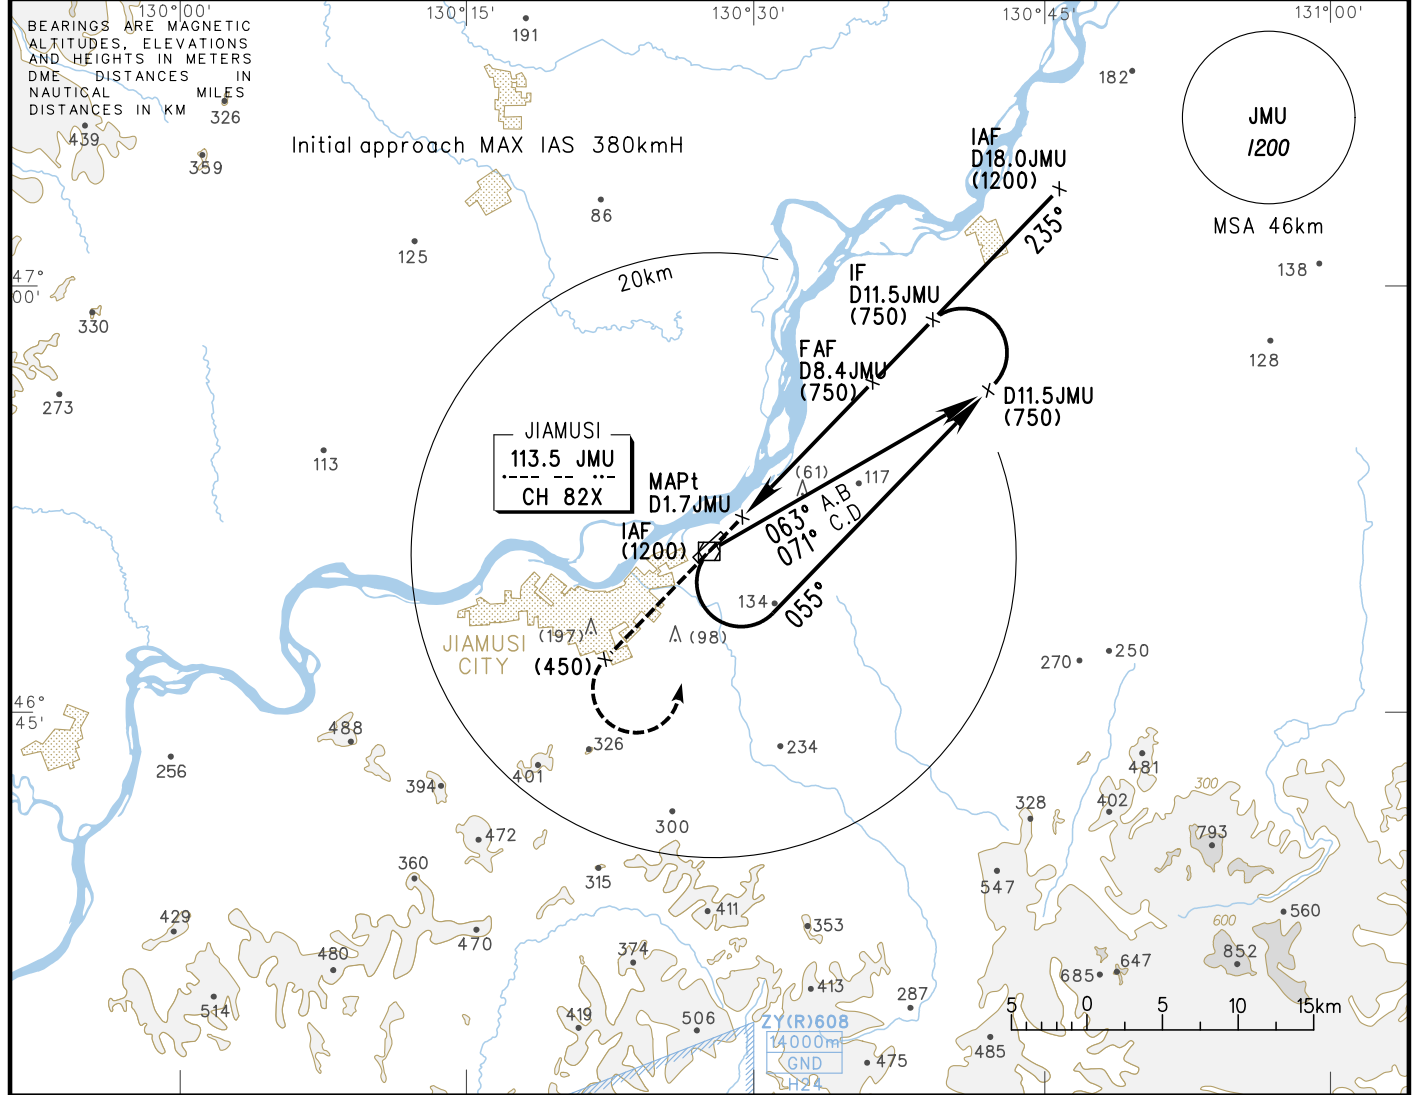 130°00'
130°15'
130°30'
130°45'
131°00'
BEARINGS ARE MAGNETIC
ALTITUDES, ELEVATIONS
AND HEIGHTS IN METERS
DME DISTANCES IN
NAUTICAL MILES
DISTANCES IN KM
191
182
326
439
359
Initial approach MAX IAS 380kmH
JMU
1200
MSA 46km
IAF
D18.0JMU
(1200)
235°
86
125
138
47°
00'
20km
IF
D11.5JMU
(750)
330
128
FAF
D8.4JMU
(750)
D11.5JMU
(750)
273
JIAMUSI
113.5 JMU
·--- -- ··-
CH 82X
113
MAPt
D1.7JMU
(61)
117
063° A.B
071° C.D
IAF
(1200)
134
055°
JIAMUSI
CITY
(197)
(98)
(450)
270
250
46°
45'
488
326
234
256
401
394
481
300
402
328
300
472
793
360
315
547
411
429
353
560
600
470
480
374
852
685
647
413
287
514
419
506
5
0
5
10
15km
ZY(R)608
14000m
GND
H24
475
485